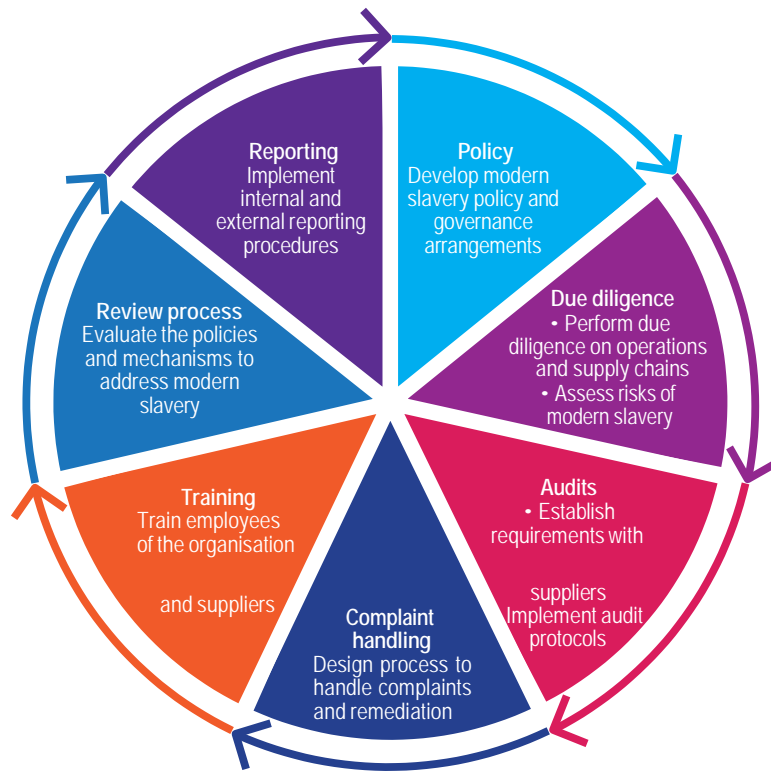 Policy
Develop modern
slavery policy and
governance
arrangements
Due diligence
• Perform due
diligence on operations
and supply chains
• Assess risks of
modern slavery
Audits
• Establish
requirements with
suppliers
Implement audit
protocols
Complaint
handling
Design process to
handle complaints
and remediation
Training
Train employees
of the organisation
and suppliers
Review process
Evaluate the policies
and mechanisms to
address modern
slavery
Reporting
Implement
internal and
external reporting
procedures